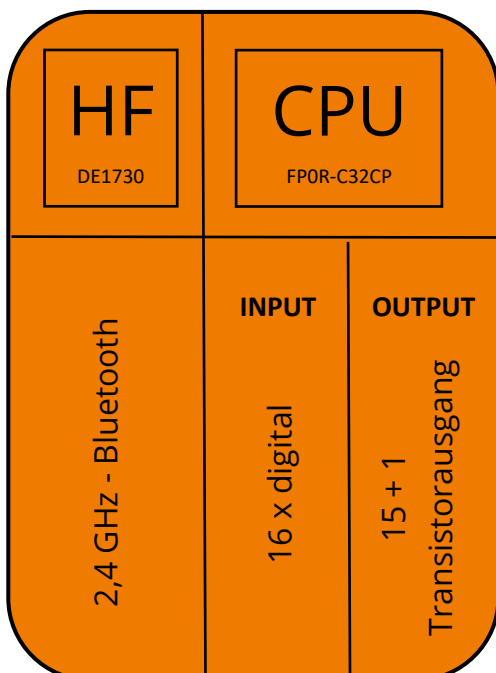 HF
DE1730
CPU
FP0R-C32CP
2,4 GHz - Bluetooth
INPUT
16 x digital
OUTPUT
15 + 1
Transistorausgang